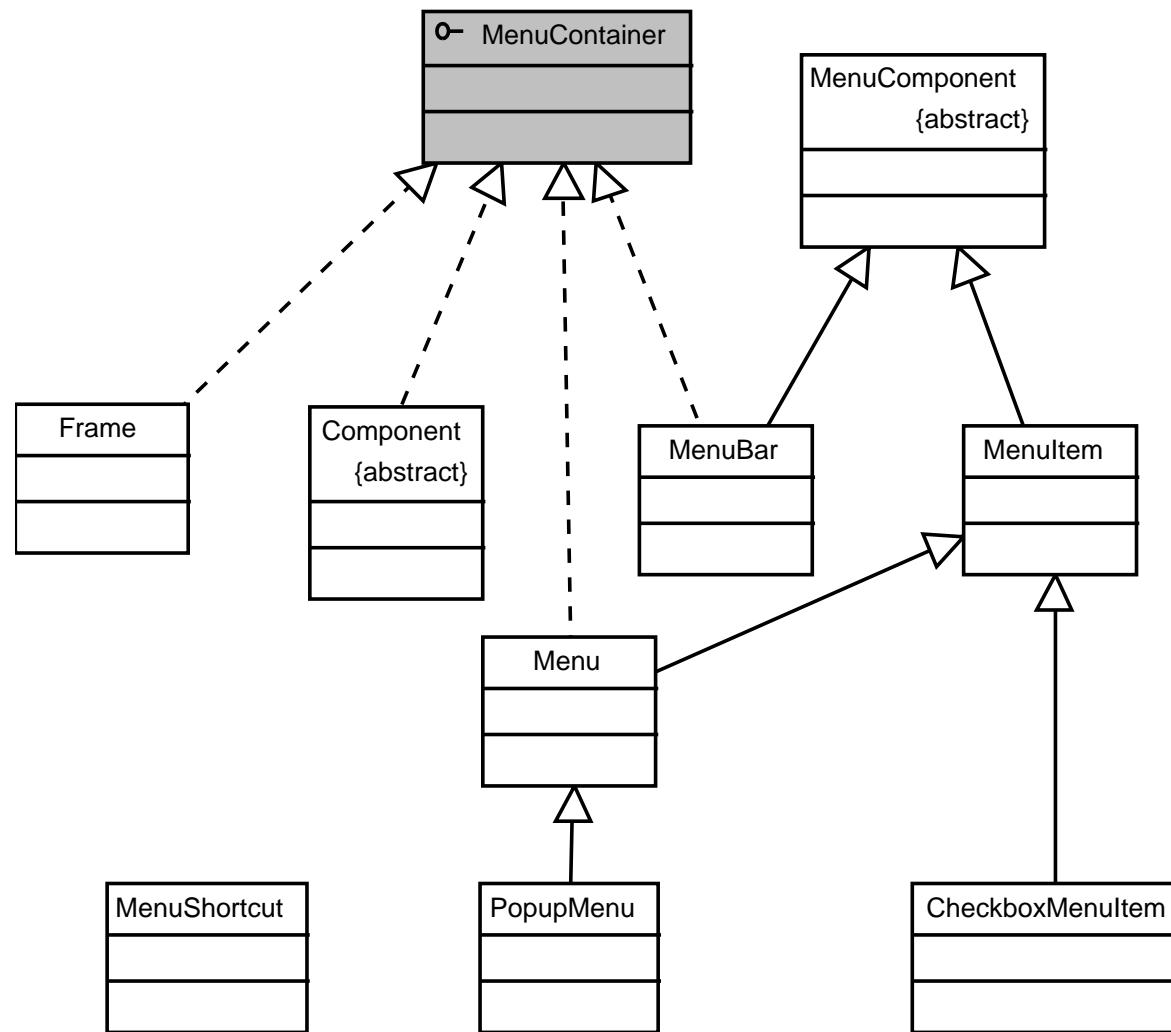 MenuContainer
MenuComponent
{abstract}
Frame
Component
{abstract}
MenuBar
MenuItem
Menu
MenuShortcut
PopupMenu
CheckboxMenuItem